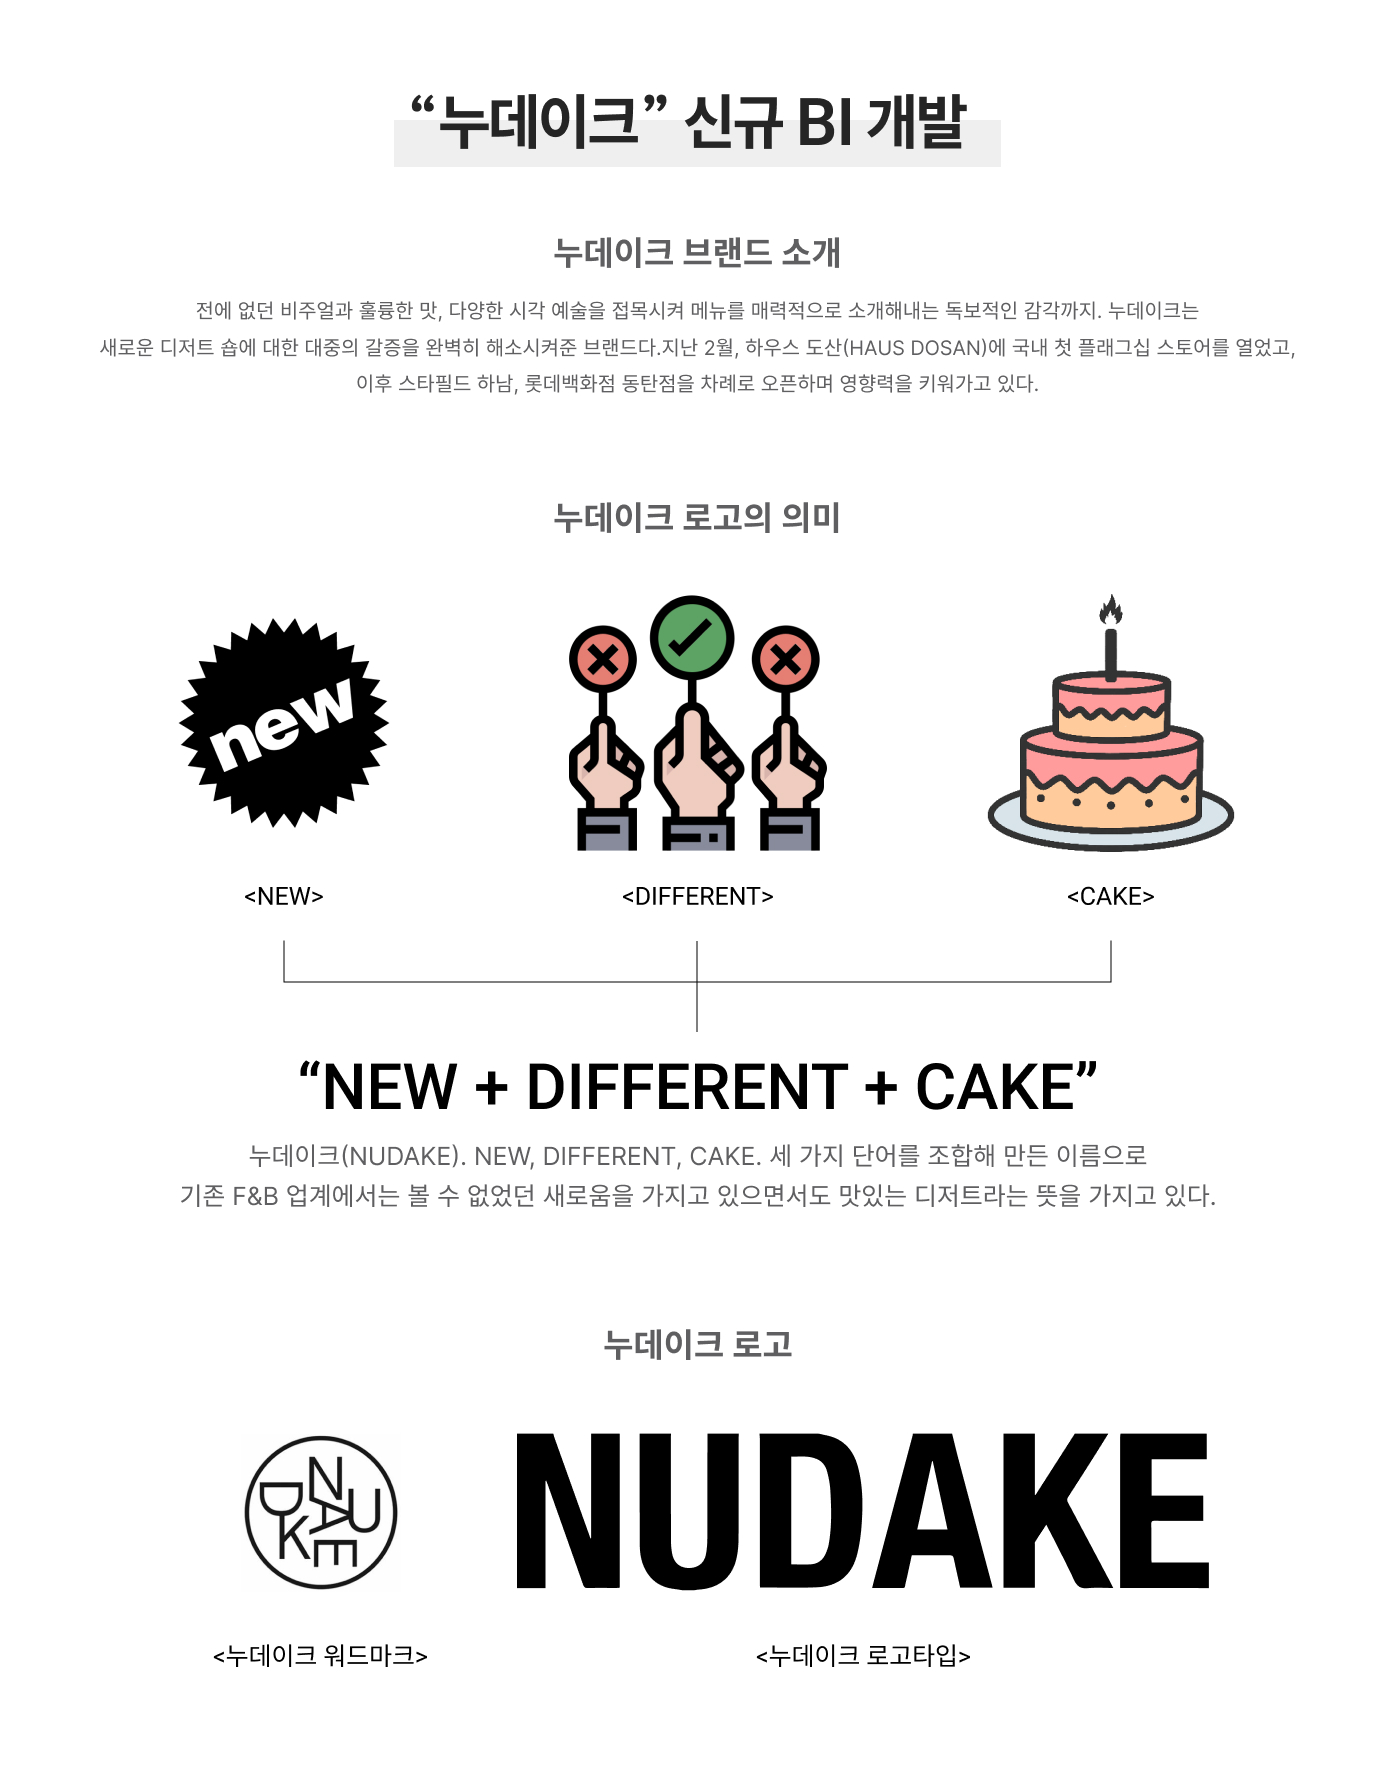 “누데이크” 신규 BI 개발
누데이크 브랜드 소개
전에 없던 비주얼과 훌륭한 맛, 다양한 시각 예술을 접목시켜 메뉴를 매력적으로 소개해내는 독보적인 감각까지. 누데이크는
새로운 디저트 숍에 대한 대중의 갈증을 완벽히 해소시켜준 브랜드다.지난 2월, 하우스 도산(HAUS DOSAN)에 국내 첫 플래그십 스토어를 열었고,
이후 스타필드 하남, 롯데백화점 동탄점을 차례로 오픈하며 영향력을 키워가고 있다.
누데이크 로고의 의미
new
<NEW>
<DIFFERENT>
<CAKE>
“NEW + DIFFERENT + CAKE”
누데이크(NUDAKE). NEW, DIFFERENT, CAKE. 세 가지 단어를 조합해 만든 이름으로
기존 F&B 업계에서는 볼 수 없었던 새로움을 가지고 있으면서도 맛있는 디저트라는 뜻을 가지고 있다.
누데이크 로고
NUDAKE
NUDAKE
<누데이크 워드마크>
<누데이크 로고타입>